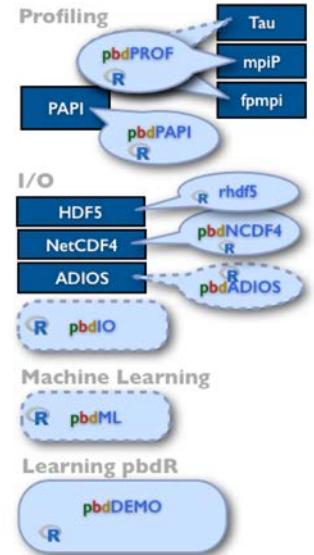 Profiling
Tau
pbdPROF
R
mpiP
fpmpi
PAPI
pbdPAPI
R
I/O
R rhdf5
HDF5
pbdNCDF4
R
NetCDF4
R
ADIOS
pbdADIOS
R pbdIO
Machine Learning
R pbdML
Learning pbdR
pbdDEMO
R